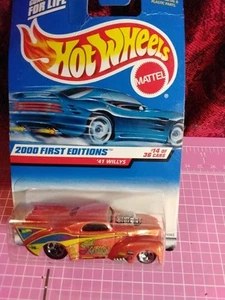 FOR LIFE
Hot Wheels
MATTEL
2000 FIRST EDITIONS
#14 of
36 CARS
'41 WILLYS